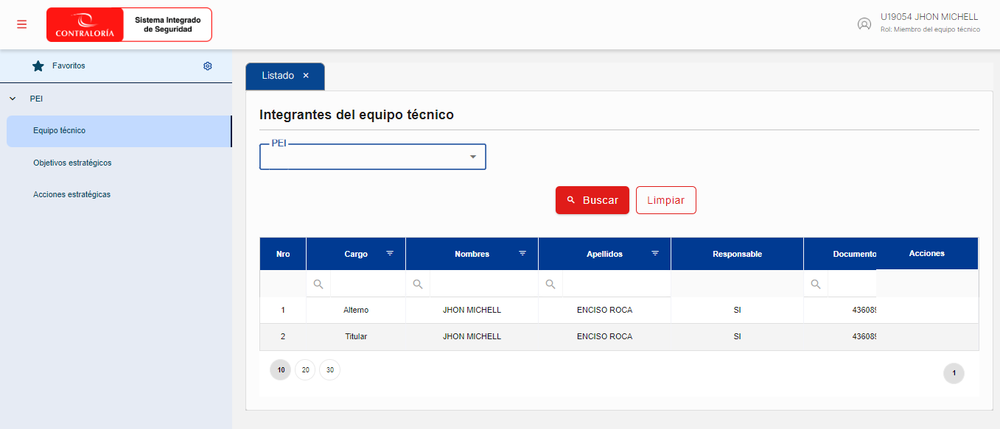 CONTRALORÍA
Sistema Integrado
de Seguridad
U19054 JHON MICHELL
Rol: Miembro del equipo técnico
Favoritos
PEI
Equipo técnico
Objetivos estratégicos
Acciones estratégicas
Listado ×
Integrantes del equipo técnico
PEI
Buscar Limpiar
Nro Cargo Nombres Apellidos Responsable Documento Acciones
1 Alterno JHON MICHELL ENCISO ROCA SI 43608
2 Titular JHON MICHELL ENCISO ROCA SI 43608
10 20 30 1